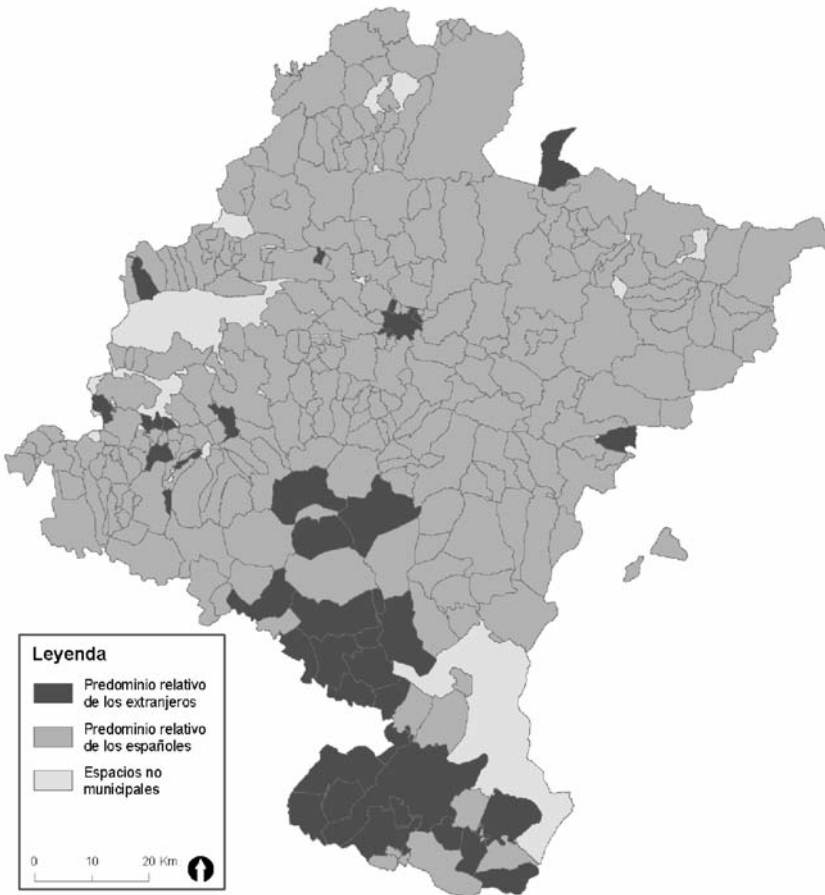 Leyenda
Predominio relativo
de los extranjeros
Predominio relativo
de los españoles
Espacios no
municipales
0 10 20 Km.